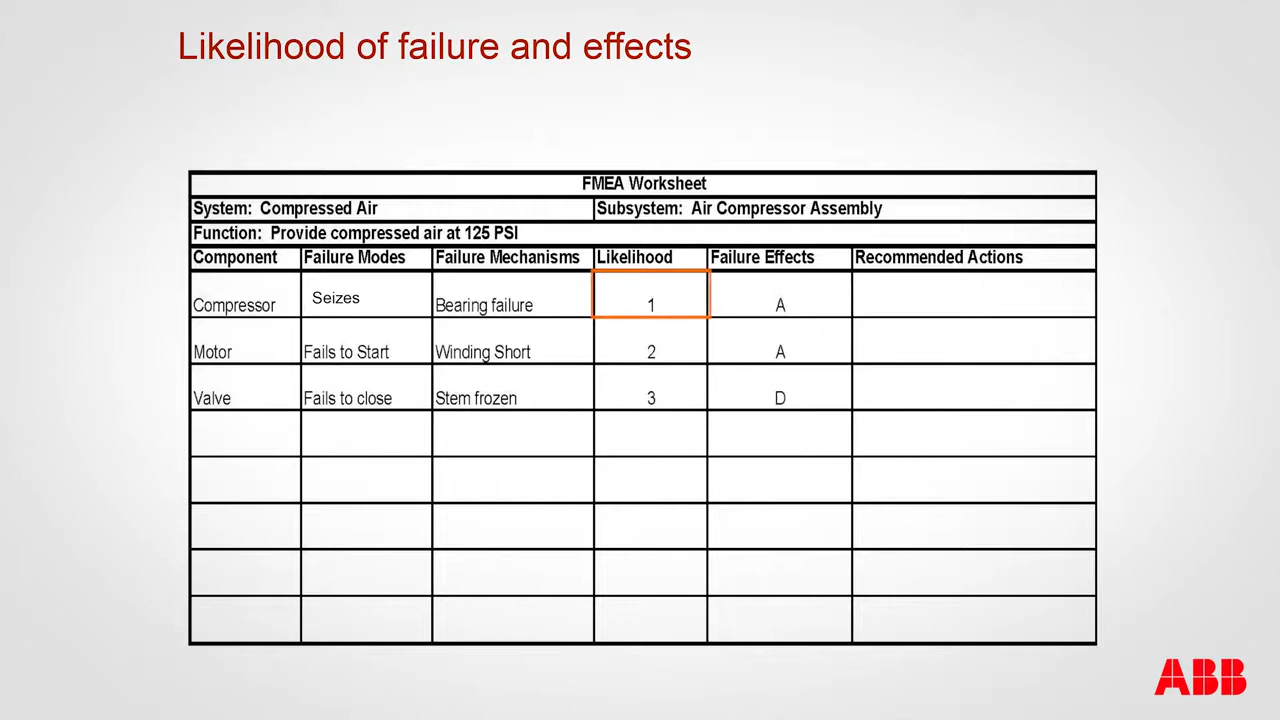 Likelihood of failure and effects
FMEA Worksheet
System: Compressed Air Subsystem: Air Compressor Assembly
Function: Provide compressed air at 125 PSI
Component Failure Modes Failure Mechanisms Likelihood Failure Effects Recommended Actions
Compressor Seizes Bearing failure 1 A
Motor Fails to Start Winding Short 2 A
Valve Fails to close Stem frozen 3 D
ABB